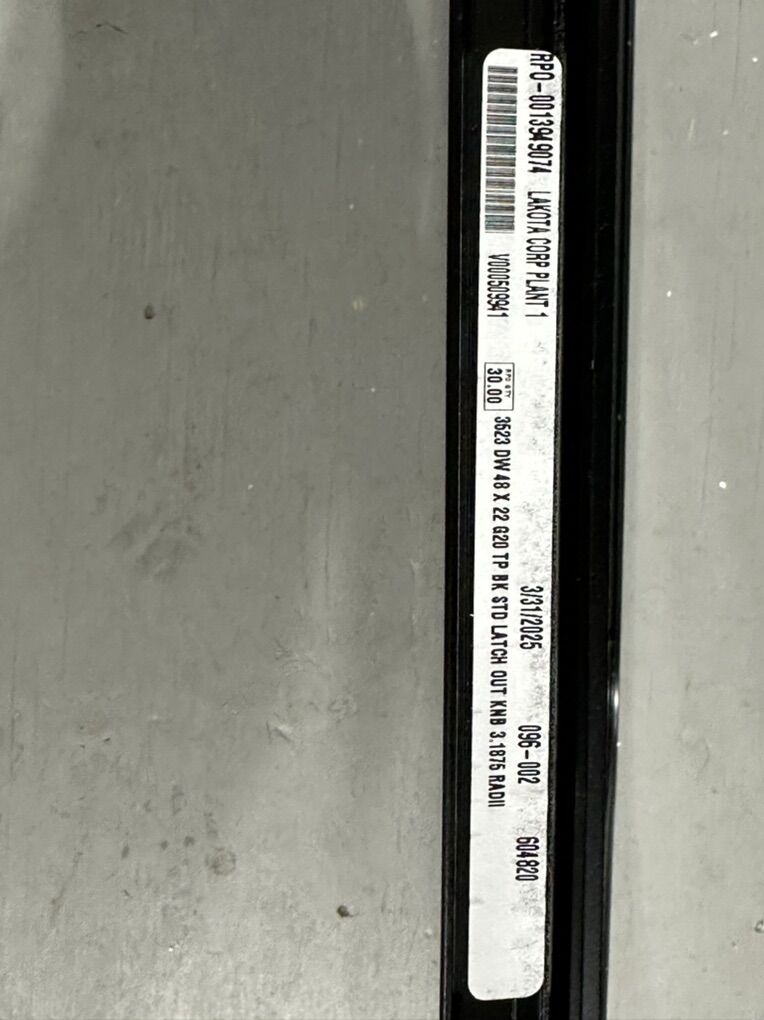 RPO-0013949074 LAKOTA CORP PLANT 1 3/31/2025 096-002 604820
V000509941
RPO QTY
30.00
3623 DW 48 X 22 G20 TP BK STD LATCH OUT KNB 3.1875 RADII